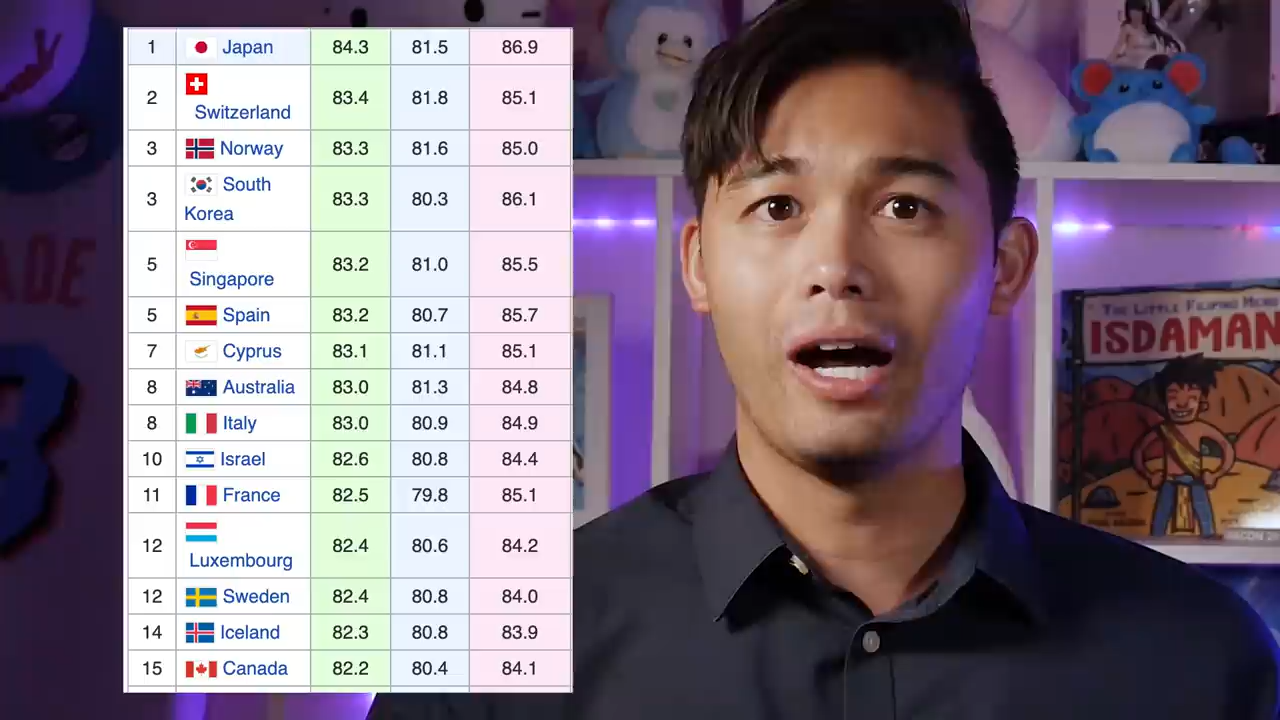 1 Japan 84.3 81.5 86.9
2 Switzerland 83.4 81.8 85.1
3 Norway 83.3 81.6 85.0
3 South Korea 83.3 80.3 86.1
5 Singapore 83.2 81.0 85.5
5 Spain 83.2 80.7 85.7
7 Cyprus 83.1 81.1 85.1
8 Australia 83.0 81.3 84.8
8 Italy 83.0 80.9 84.9
10 Israel 82.6 80.8 84.4
11 France 82.5 79.8 85.1
12 Luxembourg 82.4 80.6 84.2
12 Sweden 82.4 80.8 84.0
14 Iceland 82.3 80.8 83.9
15 Canada 82.2 80.4 84.1
ADE
THE LITTLE FILIPINO HERO
ISDAMAN